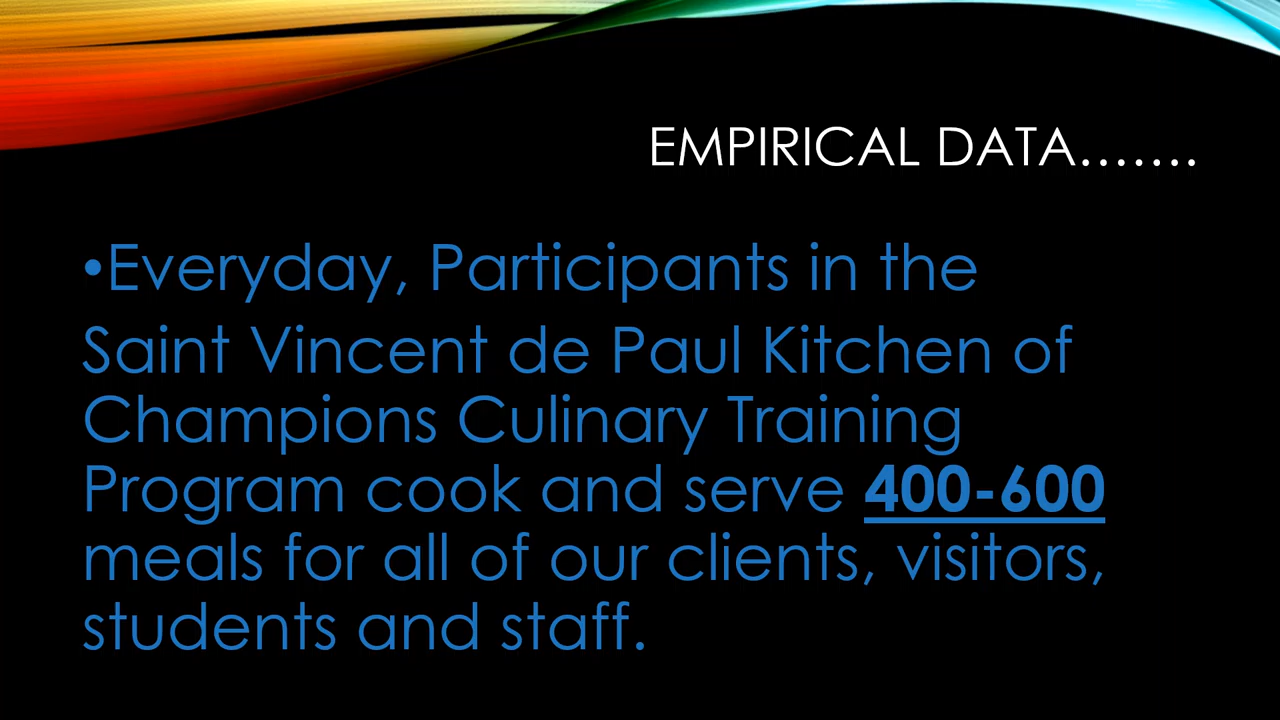 EMPIRICAL DATA.......
•Everyday, Participants in the
Saint Vincent de Paul Kitchen of
Champions Culinary Training
Program cook and serve 400-600
meals for all of our clients, visitors,
students and staff.